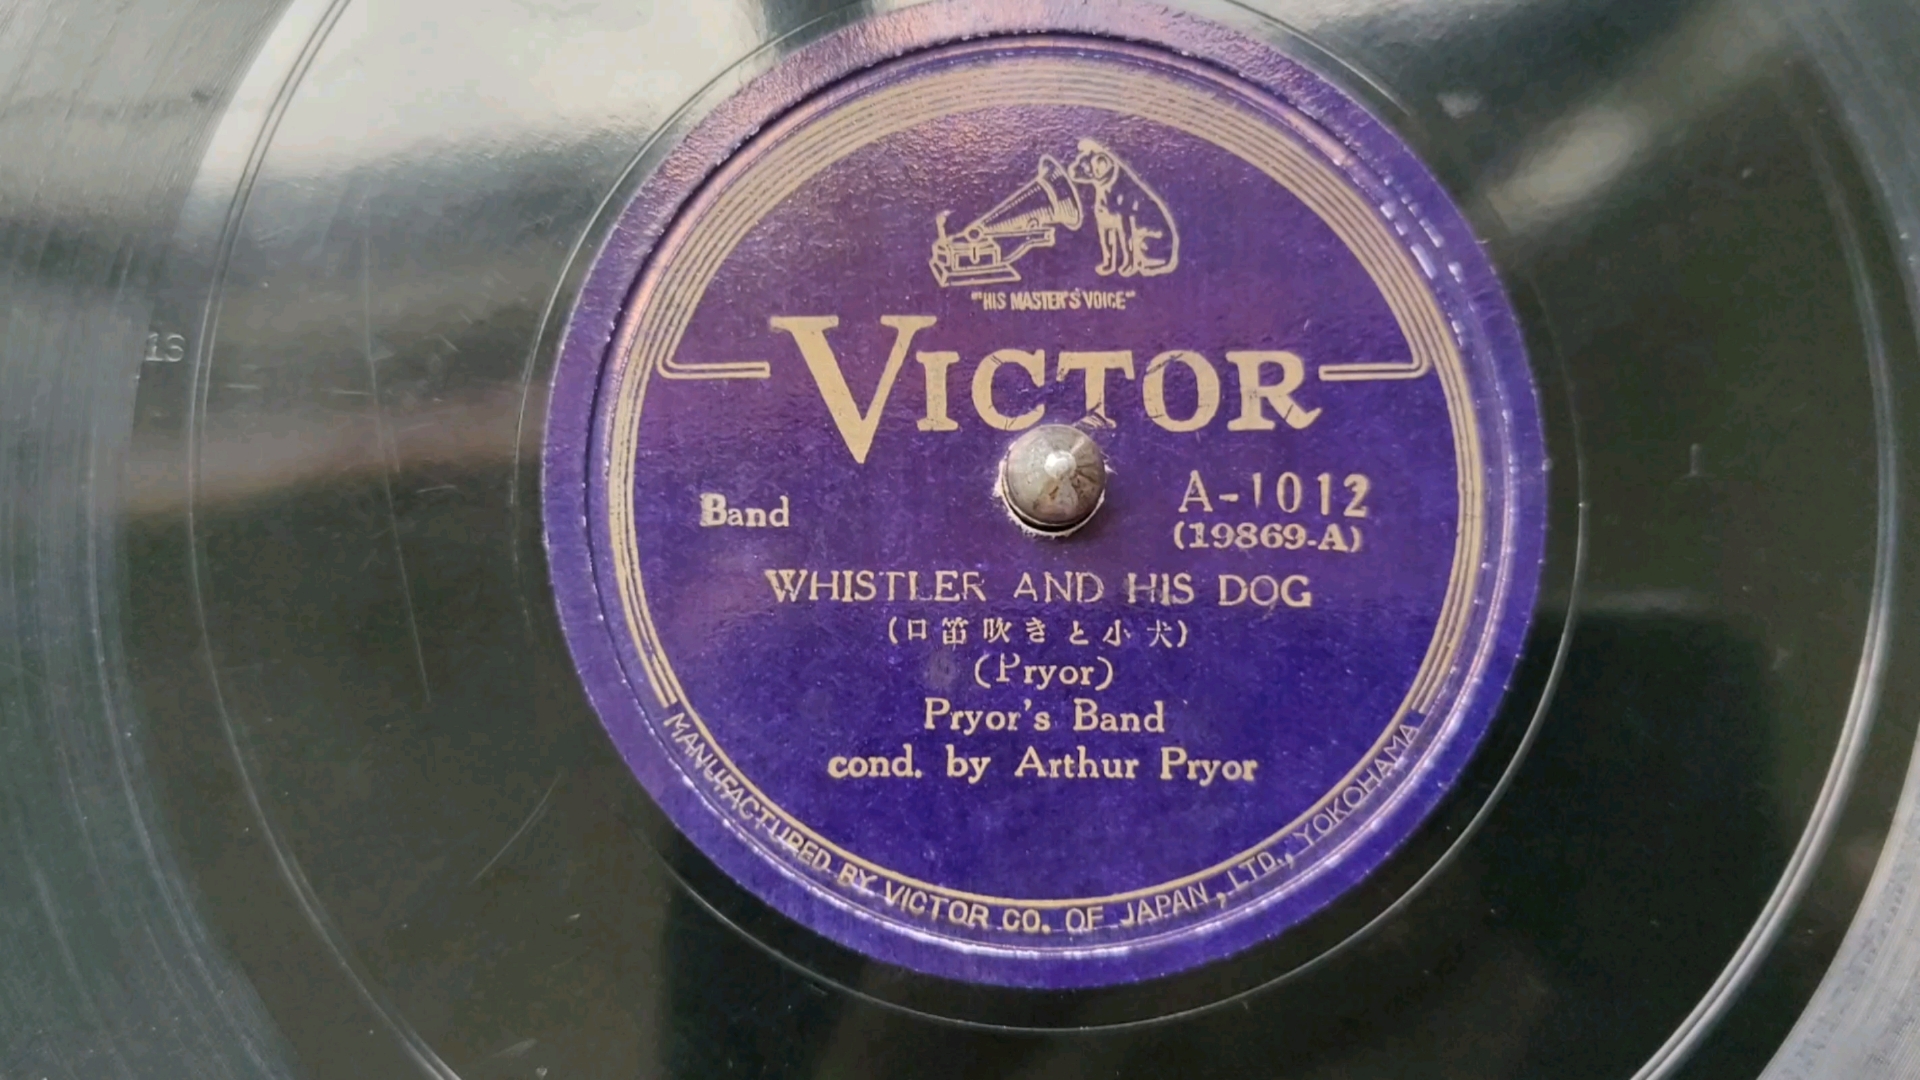 "HIS MASTER'S VOICE"
VICTOR
Band
A-1012
(19869-A)
WHISTLER AND HIS DOG
(口笛吹きと小犬)
(Pryor)
Pryor's Band
cond. by Arthur Pryor
MANUFACTURED BY VICTOR CO. OF JAPAN, LTD., YOKOHAMA